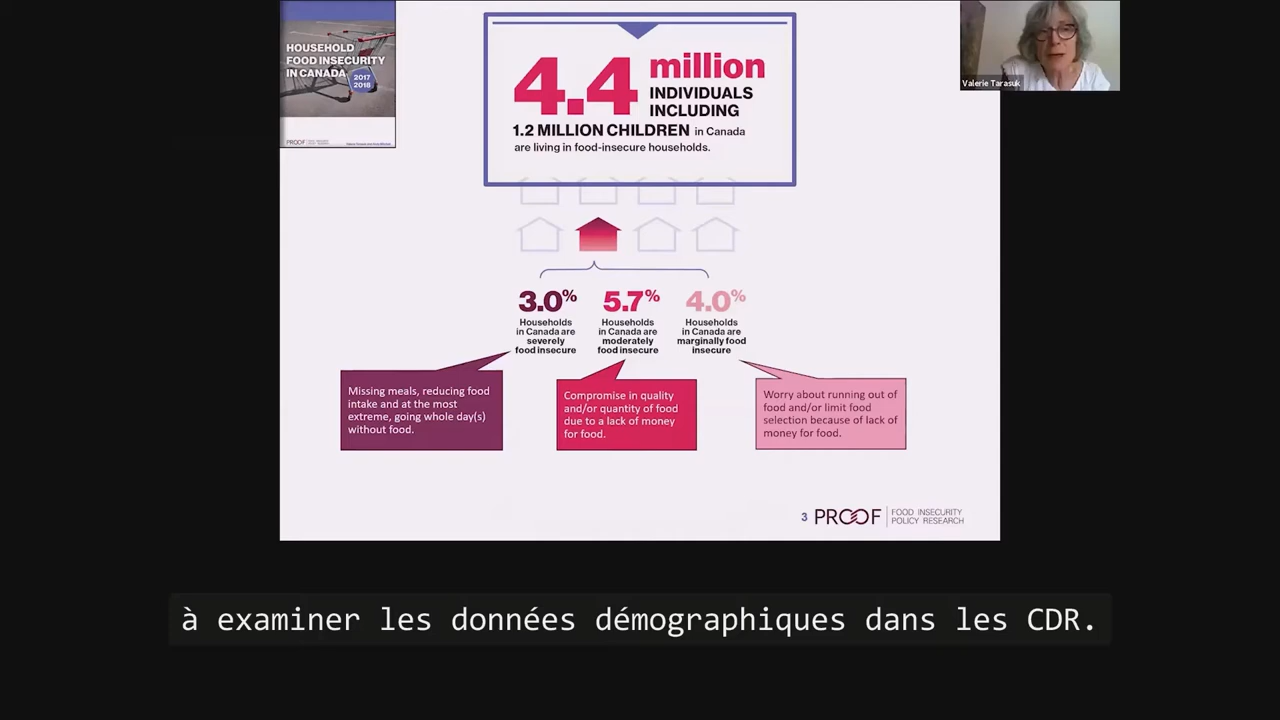 HOUSEHOLD
FOOD INSECURITY
IN CANADA
2017
2018
PROOF
4.4 million
INDIVIDUALS
INCLUDING
1.2 MILLION CHILDREN in Canada
are living in food-insecure households.
Valerie Tarasuk
3.0%
Households
in Canada are
severely
food insecure
5.7%
Households
in Canada are
moderately
food insecure
4.0%
Households
in Canada are
marginally food
insecure
Missing meals, reducing food
intake and at the most
extreme, going whole day(s)
without food.
Compromise in quality
and/or quantity of food
due to a lack of money
for food.
Worry about running out of
food and/or limit food
selection because of lack of
money for food.
3 PROOF FOOD INSECURITY
POLICY RESEARCH
à examiner les données démographiques dans les CDR.